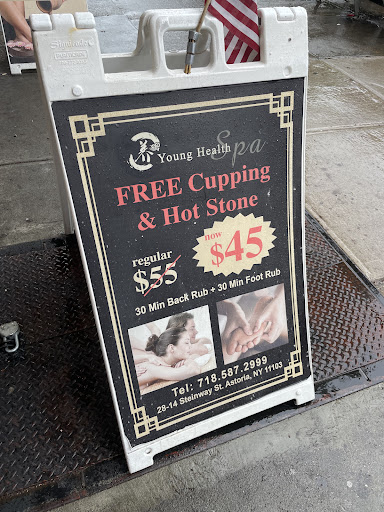 Young Health Spa
FREE Cupping
& Hot Stone
regular
$55
now
$45
30 Min Back Rub + 30 Min Foot Rub
Tel: 718.587.2999
28-14 Steinway St. Astoria, NY 11103